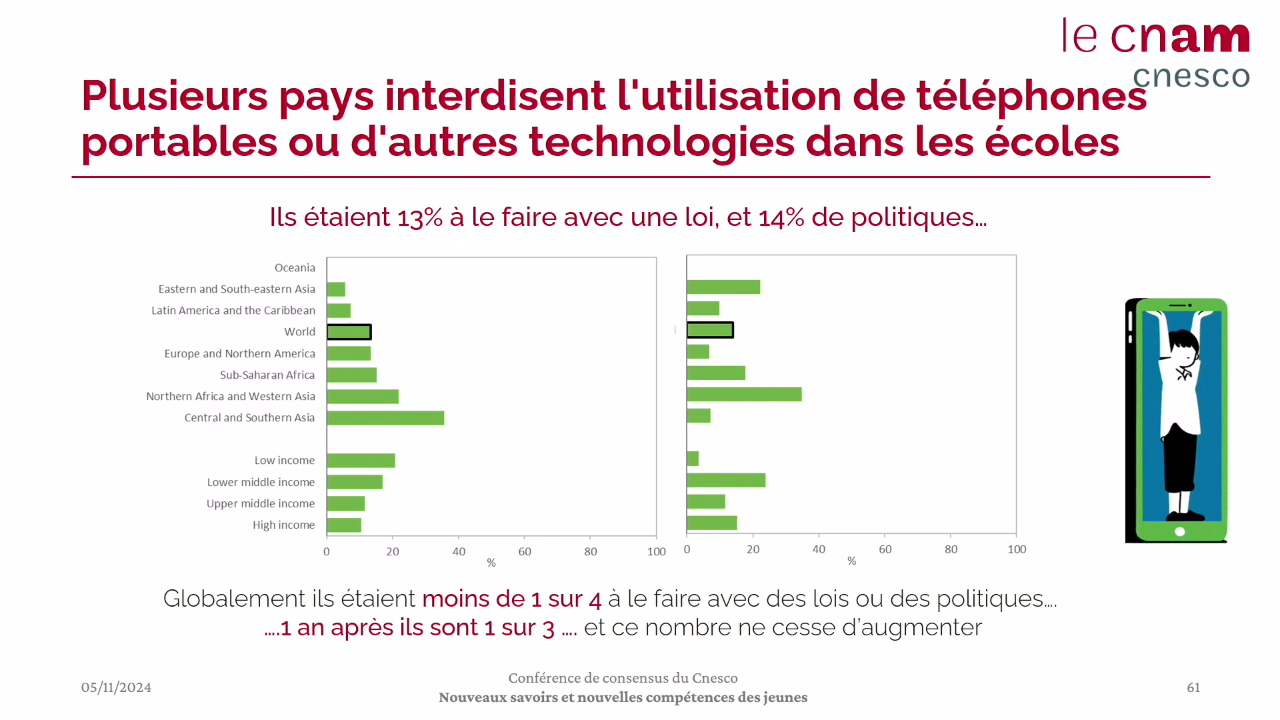 le cnam
cnesco
Plusieurs pays interdisent l'utilisation de téléphones
portables ou d'autres technologies dans les écoles
Ils étaient 13% à le faire avec une loi, et 14% de politiques…
Oceania
Eastern and South-eastern Asia
Latin America and the Caribbean
World
Europe and Northern America
Sub-Saharan Africa
Northern Africa and Western Asia
Central and Southern Asia
Low income
Lower middle income
Upper middle income
High income
0 20 40 60 80 100
%
0 20 40 60 80 100
%
Globalement ils étaient moins de 1 sur 4 à le faire avec des lois ou des politiques….
….1 an après ils sont 1 sur 3 …. et ce nombre ne cesse d'augmenter
05/11/2024
Conférence de consensus du Cnesco
Nouveaux savoirs et nouvelles compétences des jeunes
61